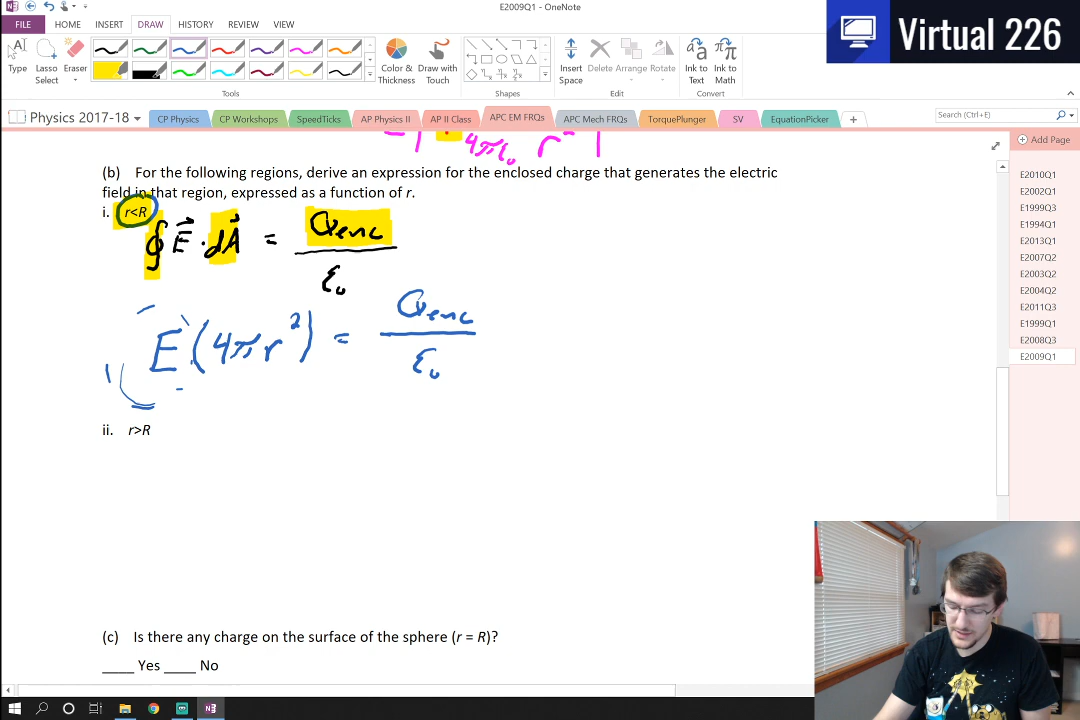 E2009Q1 - OneNote
FILE HOME INSERT DRAW HISTORY REVIEW VIEW
Virtual 226
Type
Lasso Select
Eraser
Color & Thickness
Draw with Touch
Insert Space
Delete
Arrange
Rotate
Ink to Text
Ink to Math
Tools
Shapes
Edit
Convert
Physics 2017-18
CP Physics CP Workshops SpeedTicks AP Physics II AP II Class APC EM FRQs APC Mech FRQs TorquePlunger SV EquationPicker
Search (Ctrl+E)
Add Page
E2010Q1
E2002Q1
E1999Q3
E1994Q1
E2013Q1
E2007Q2
E2003Q2
E2004Q2
E2011Q3
E1999Q1
E2008Q3
E2009Q1
4πε₀ r²
(b) For the following regions, derive an expression for the enclosed charge that generates the electric
field in that region, expressed as a function of r.
i. r<R
∮ E⃗ · dA⃗ = Qenc / ε₀
E (4πr²) = Qenc / ε₀
ii. r>R
(c) Is there any charge on the surface of the sphere (r = R)?
____ Yes ____ No